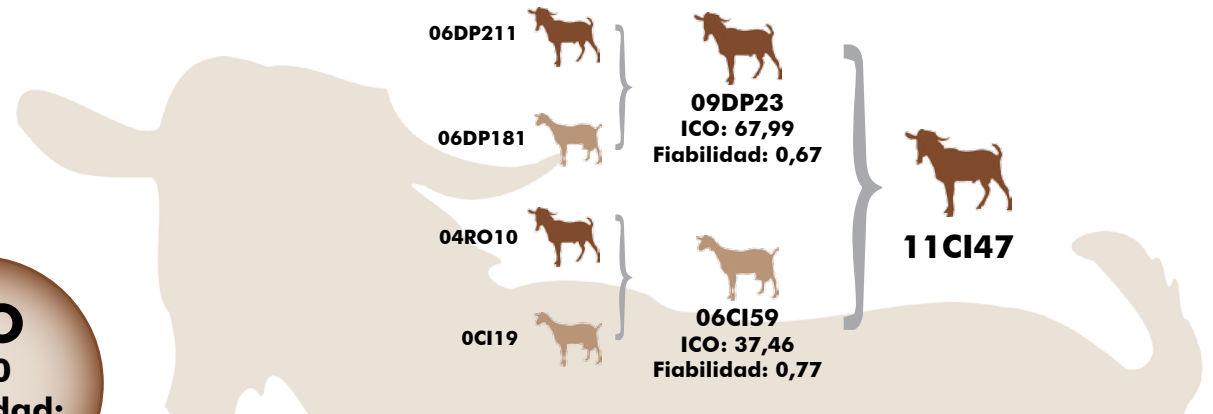 06DP211
06DP181
09DP23
ICO: 67,99
Fiabilidad: 0,67
04RO10
0CI19
06CI59
ICO: 37,46
Fiabilidad: 0,77
11CI47